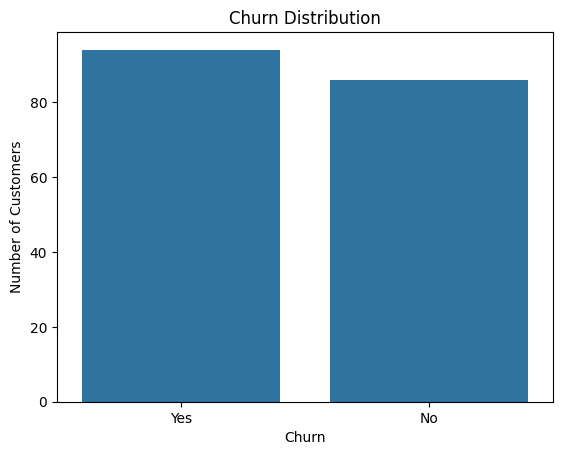 Churn Distribution
Number of Customers
80
60
40
20
0
Yes No
Churn